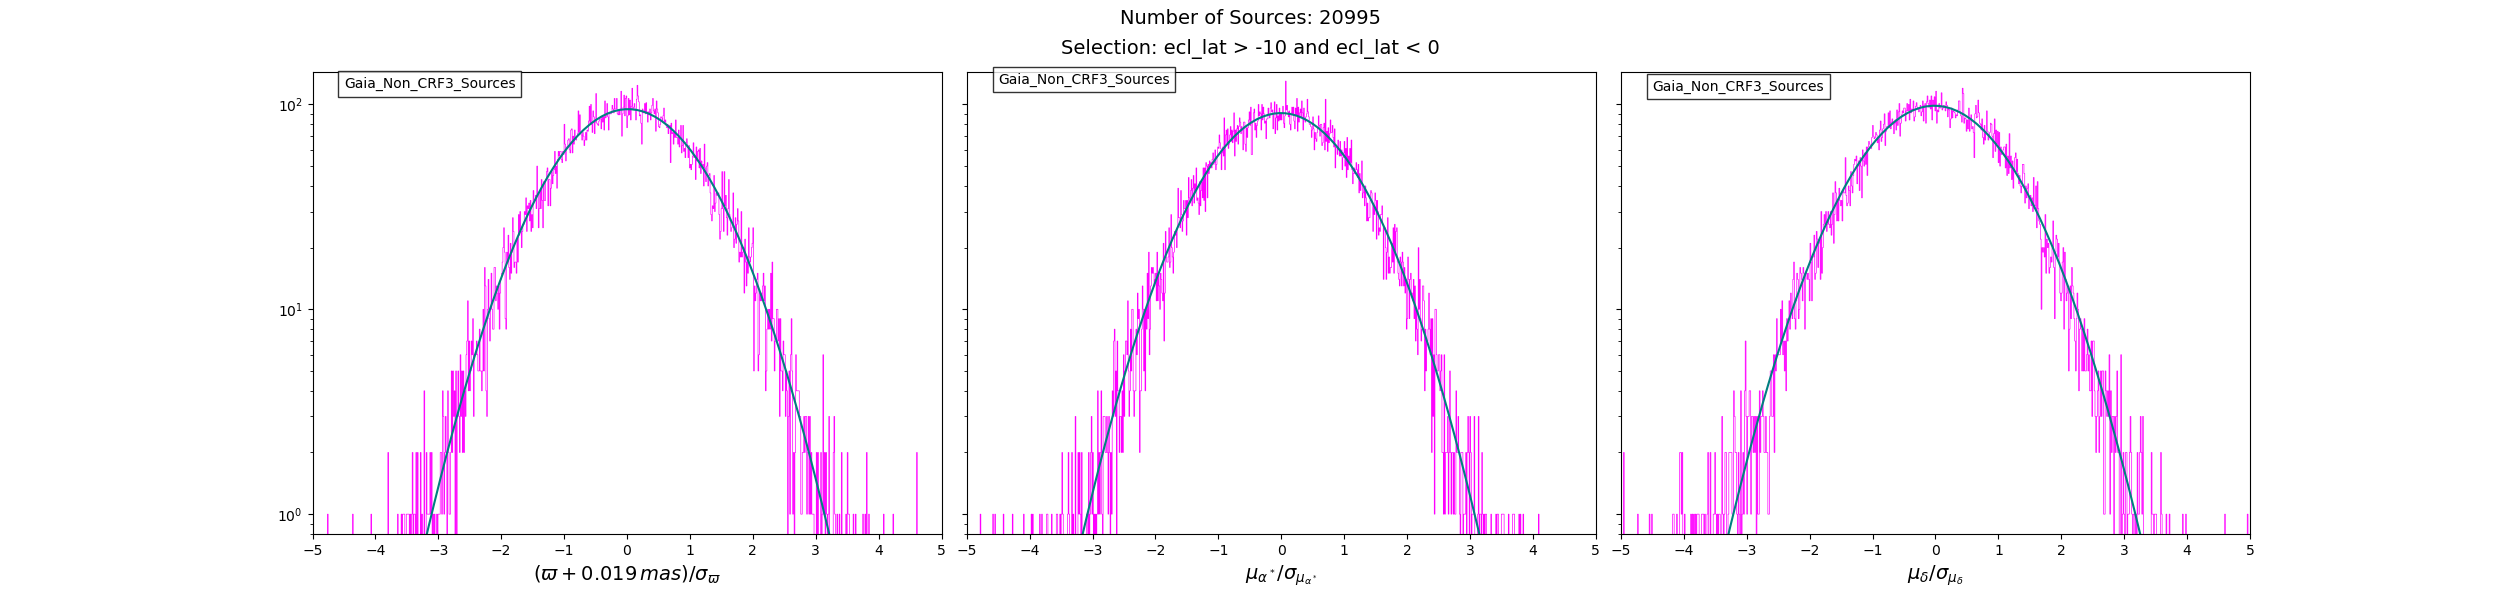 Number of Sources: 20995
Selection: ecl_lat > -10 and ecl_lat < 0
Gaia_Non_CRF3_Sources
Gaia_Non_CRF3_Sources
Gaia_Non_CRF3_Sources
10²
10¹
10⁰
−5 −4 −3 −2 −1 0 1 2 3 4 5
−5 −4 −3 −2 −1 0 1 2 3 4 5
−5 −4 −3 −2 −1 0 1 2 3 4 5
(ϖ + 0.019 mas)/σ_ϖ
μ_α*/σ_μ_α*
μ_δ/σ_μ_δ